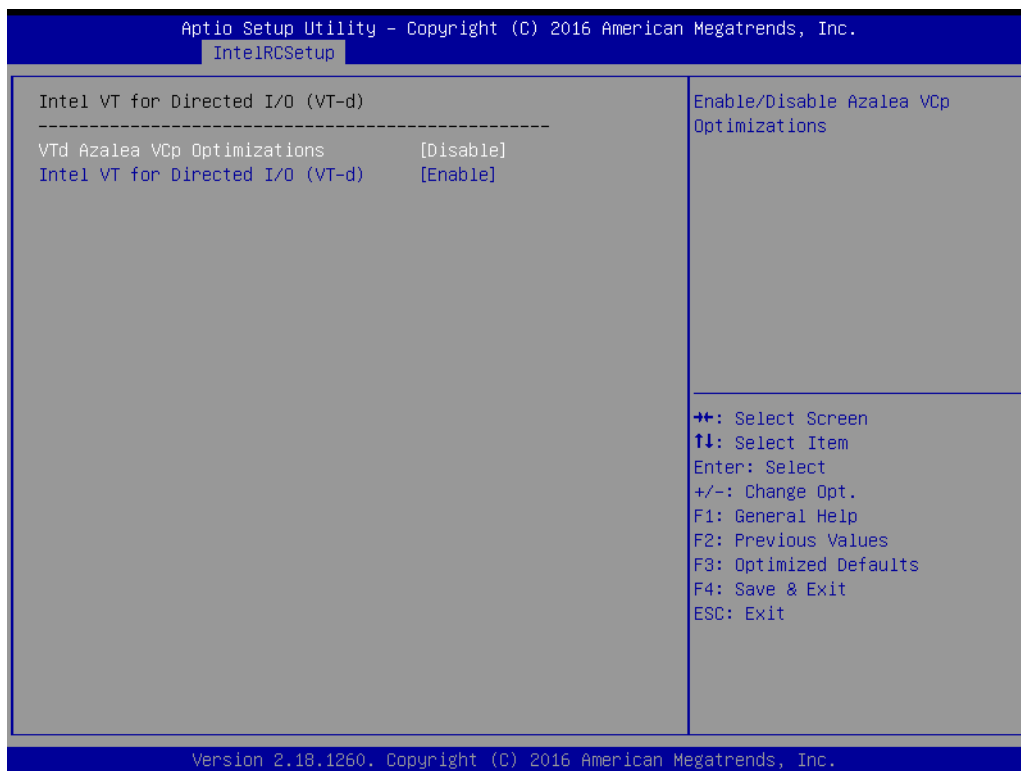 Aptio Setup Utility – Copyright (C) 2016 American Megatrends, Inc.
IntelRCSetup
Intel VT for Directed I/O (VT-d)
--------------------------------------------------
VTd Azalea VCp Optimizations [Disable]
Intel VT for Directed I/O (VT-d) [Enable]
Enable/Disable Azalea VCp
Optimizations
→←: Select Screen
↑↓: Select Item
Enter: Select
+/-: Change Opt.
F1: General Help
F2: Previous Values
F3: Optimized Defaults
F4: Save & Exit
ESC: Exit
Version 2.18.1260. Copyright (C) 2016 American Megatrends, Inc.